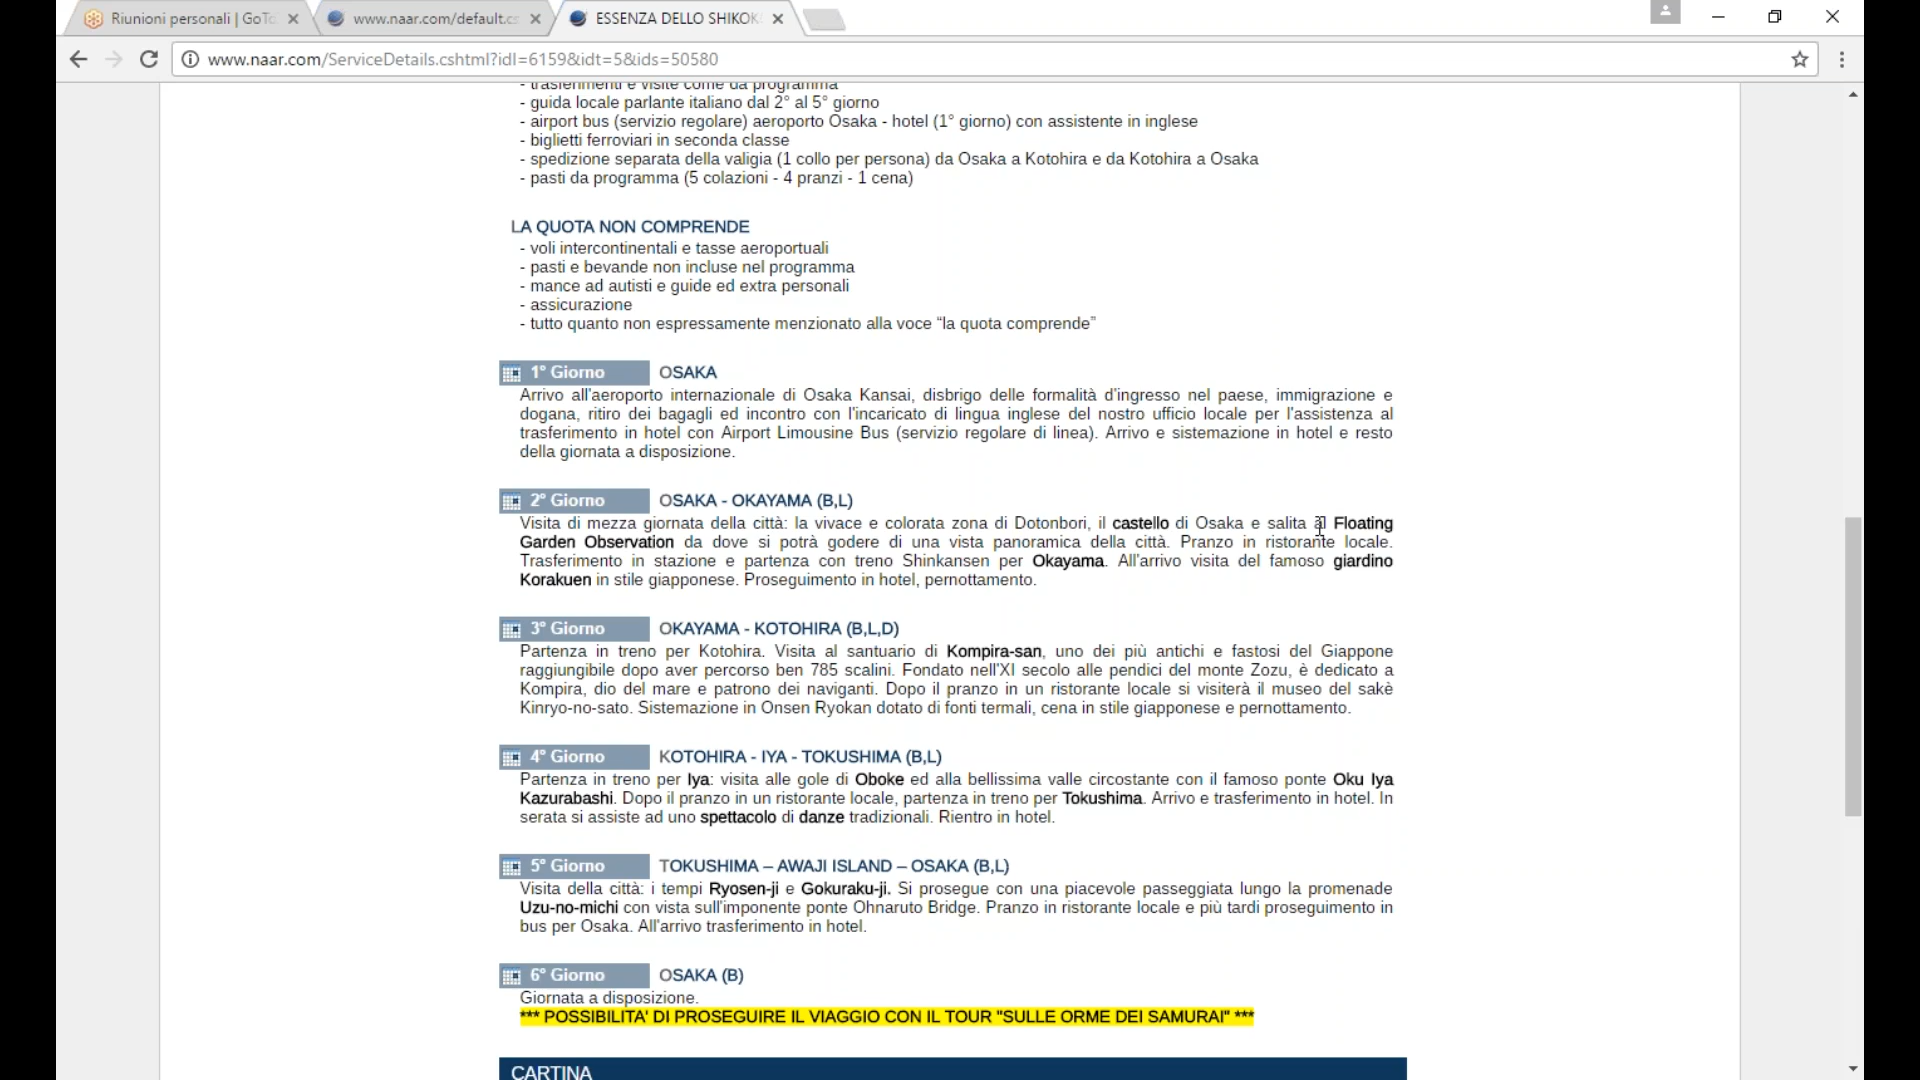 Riunioni personali | GoTo
www.naar.com/default.cs
ESSENZA DELLO SHIKOK
www.naar.com/ServiceDetails.cshtml?idl=6159&idt=5&ids=50580
- trasferimenti e visite come da programma
- guida locale parlante italiano dal 2° al 5° giorno
- airport bus (servizio regolare) aeroporto Osaka - hotel (1° giorno) con assistente in inglese
- biglietti ferroviari in seconda classe
- spedizione separata della valigia (1 collo per persona) da Osaka a Kotohira e da Kotohira a Osaka
- pasti da programma (5 colazioni - 4 pranzi - 1 cena)
LA QUOTA NON COMPRENDE
- voli intercontinentali e tasse aeroportuali
- pasti e bevande non incluse nel programma
- mance ad autisti e guide ed extra personali
- assicurazione
- tutto quanto non espressamente menzionato alla voce “la quota comprende”
1° Giorno OSAKA
Arrivo all'aeroporto internazionale di Osaka Kansai, disbrigo delle formalità d'ingresso nel paese, immigrazione e
dogana, ritiro dei bagagli ed incontro con l'incaricato di lingua inglese del nostro ufficio locale per l'assistenza al
trasferimento in hotel con Airport Limousine Bus (servizio regolare di linea). Arrivo e sistemazione in hotel e resto
della giornata a disposizione.
2° Giorno OSAKA - OKAYAMA (B,L)
Visita di mezza giornata della città: la vivace e colorata zona di Dotonbori, il castello di Osaka e salita al Floating
Garden Observation da dove si potrà godere di una vista panoramica della città. Pranzo in ristorante locale.
Trasferimento in stazione e partenza con treno Shinkansen per Okayama. All'arrivo visita del famoso giardino
Korakuen in stile giapponese. Proseguimento in hotel, pernottamento.
3° Giorno OKAYAMA - KOTOHIRA (B,L,D)
Partenza in treno per Kotohira. Visita al santuario di Kompira-san, uno dei più antichi e fastosi del Giappone
raggiungibile dopo aver percorso ben 785 scalini. Fondato nell'XI secolo alle pendici del monte Zozu, è dedicato a
Kompira, dio del mare e patrono dei naviganti. Dopo il pranzo in un ristorante locale si visiterà il museo del sakè
Kinryo-no-sato. Sistemazione in Onsen Ryokan dotato di fonti termali, cena in stile giapponese e pernottamento.
4° Giorno KOTOHIRA - IYA - TOKUSHIMA (B,L)
Partenza in treno per Iya: visita alle gole di Oboke ed alla bellissima valle circostante con il famoso ponte Oku Iya
Kazurabashi. Dopo il pranzo in un ristorante locale, partenza in treno per Tokushima. Arrivo e trasferimento in hotel. In
serata si assiste ad uno spettacolo di danze tradizionali. Rientro in hotel.
5° Giorno TOKUSHIMA – AWAJI ISLAND – OSAKA (B,L)
Visita della città: i tempi Ryosen-ji e Gokuraku-ji. Si prosegue con una piacevole passeggiata lungo la promenade
Uzu-no-michi con vista sull'imponente ponte Ohnaruto Bridge. Pranzo in ristorante locale e più tardi proseguimento in
bus per Osaka. All'arrivo trasferimento in hotel.
6° Giorno OSAKA (B)
Giornata a disposizione.
*** POSSIBILITA' DI PROSEGUIRE IL VIAGGIO CON IL TOUR "SULLE ORME DEI SAMURAI" ***
CARTINA